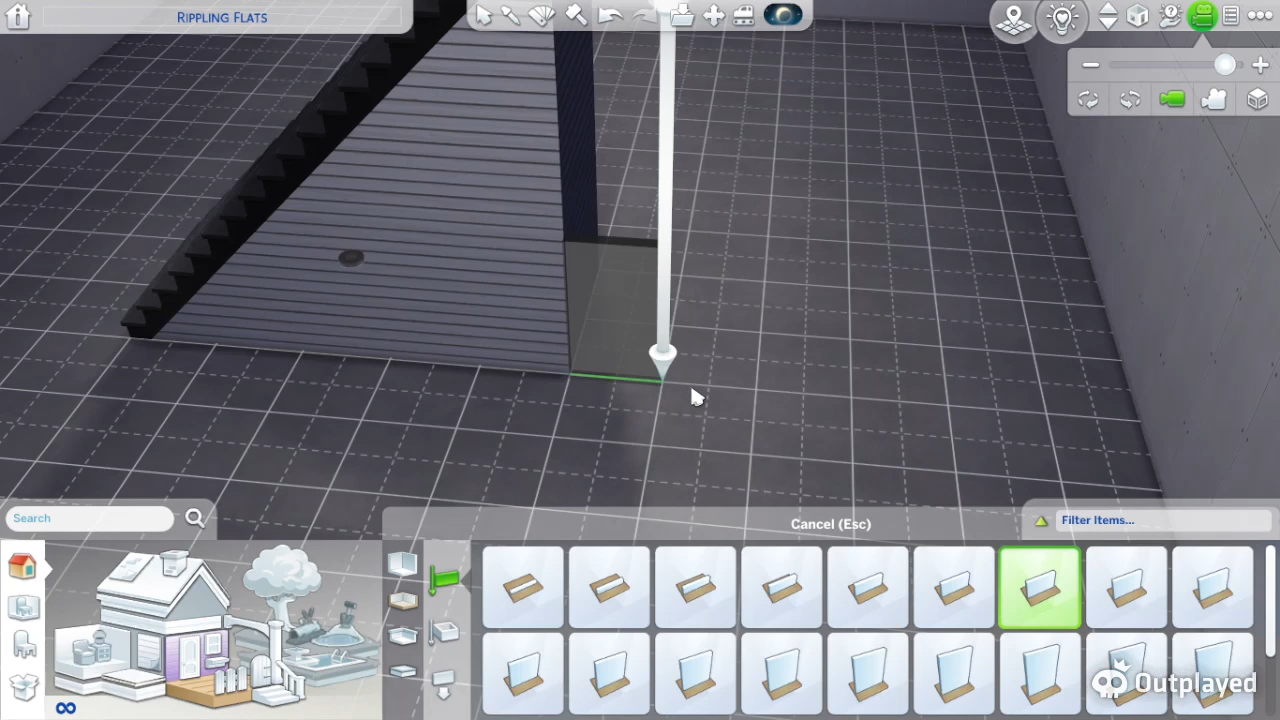 RIPPLING FLATS
Cancel (Esc)
Search
Filter Items...
Outplayed